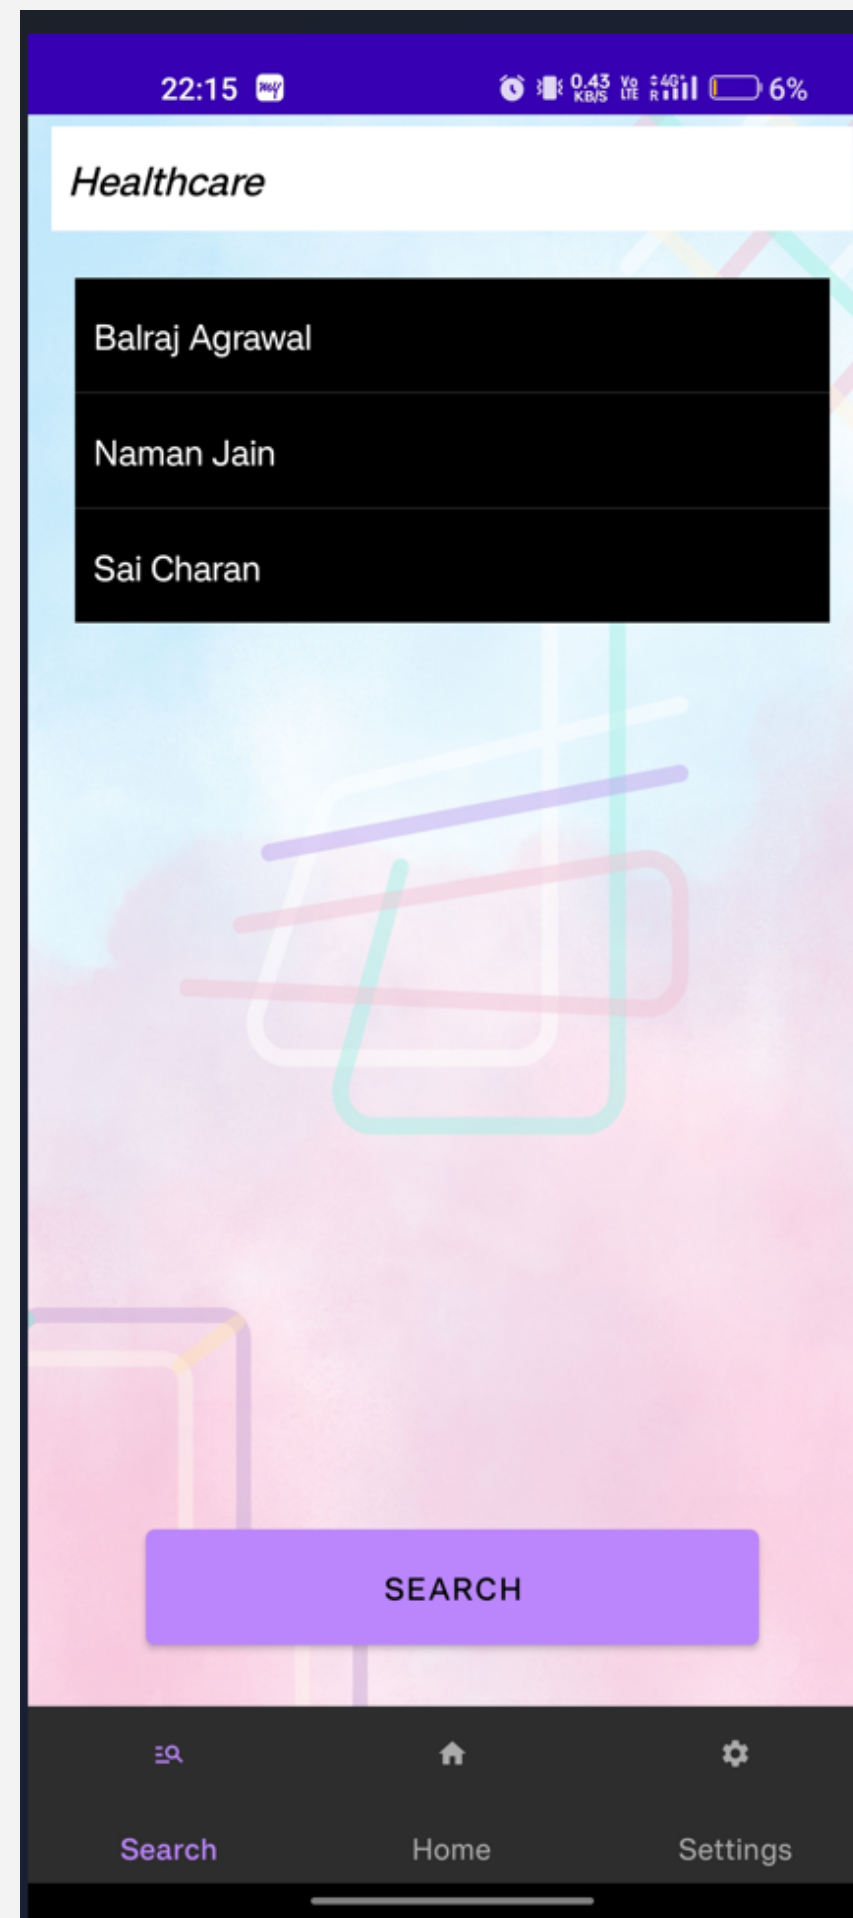 22:15 my 0.43 KB/S Vo LTE 4G R 6%
Healthcare
Balraj Agrawal
Naman Jain
Sai Charan
SEARCH
Search Home Settings